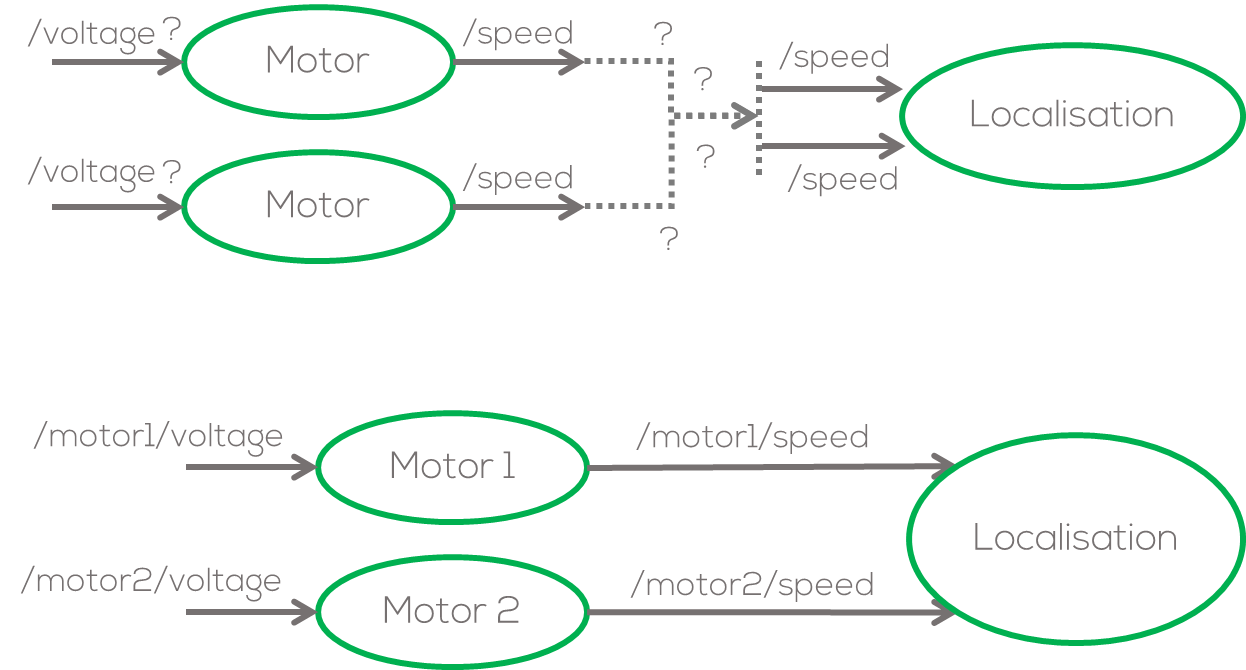 /voltage ?
Motor
/speed
?
?
/speed
Localisation
?
/voltage ?
Motor
/speed
/speed
?
/motor1/voltage
Motor 1
/motor1/speed
Localisation
/motor2/voltage
Motor 2
/motor2/speed